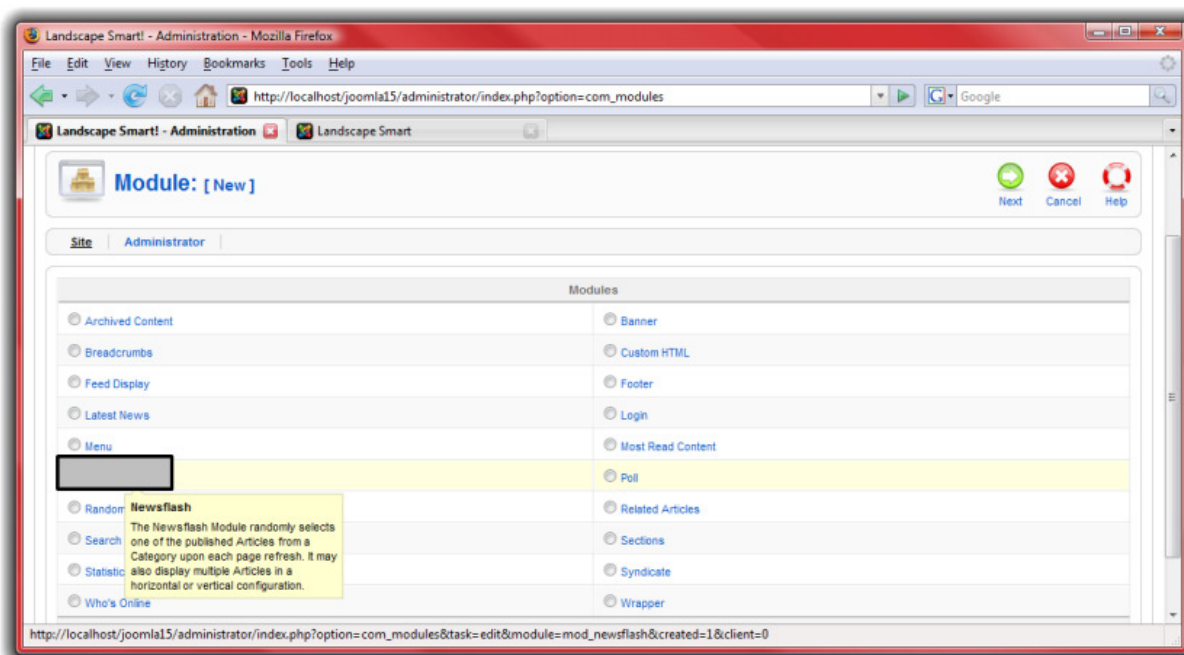 Landscape Smart! - Administration - Mozilla Firefox
File Edit View History Bookmarks Tools Help
http://localhost/joomla15/administrator/index.php?option=com_modules
Google
Landscape Smart! - Administration
Landscape Smart
Module: [ New ]
Next Cancel Help
Site Administrator
Modules
Archived Content Banner
Breadcrumbs Custom HTML
Feed Display Footer
Latest News Login
Menu Most Read Content
Poll
Random Related Articles
Search Sections
Statistic Syndicate
Who's Online Wrapper
Newsflash
The Newsflash Module randomly selects
one of the published Articles from a
Category upon each page refresh. It may
also display multiple Articles in a
horizontal or vertical configuration.
http://localhost/joomla15/administrator/index.php?option=com_modules&task=edit&module=mod_newsflash&created=1&client=0